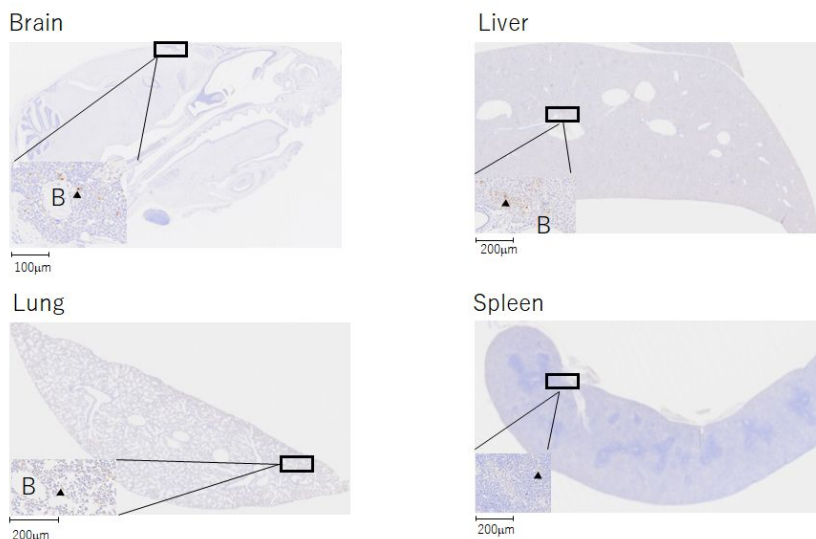 Brain
B
100μm
Liver
B
200μm
Lung
B
200μm
Spleen
200μm